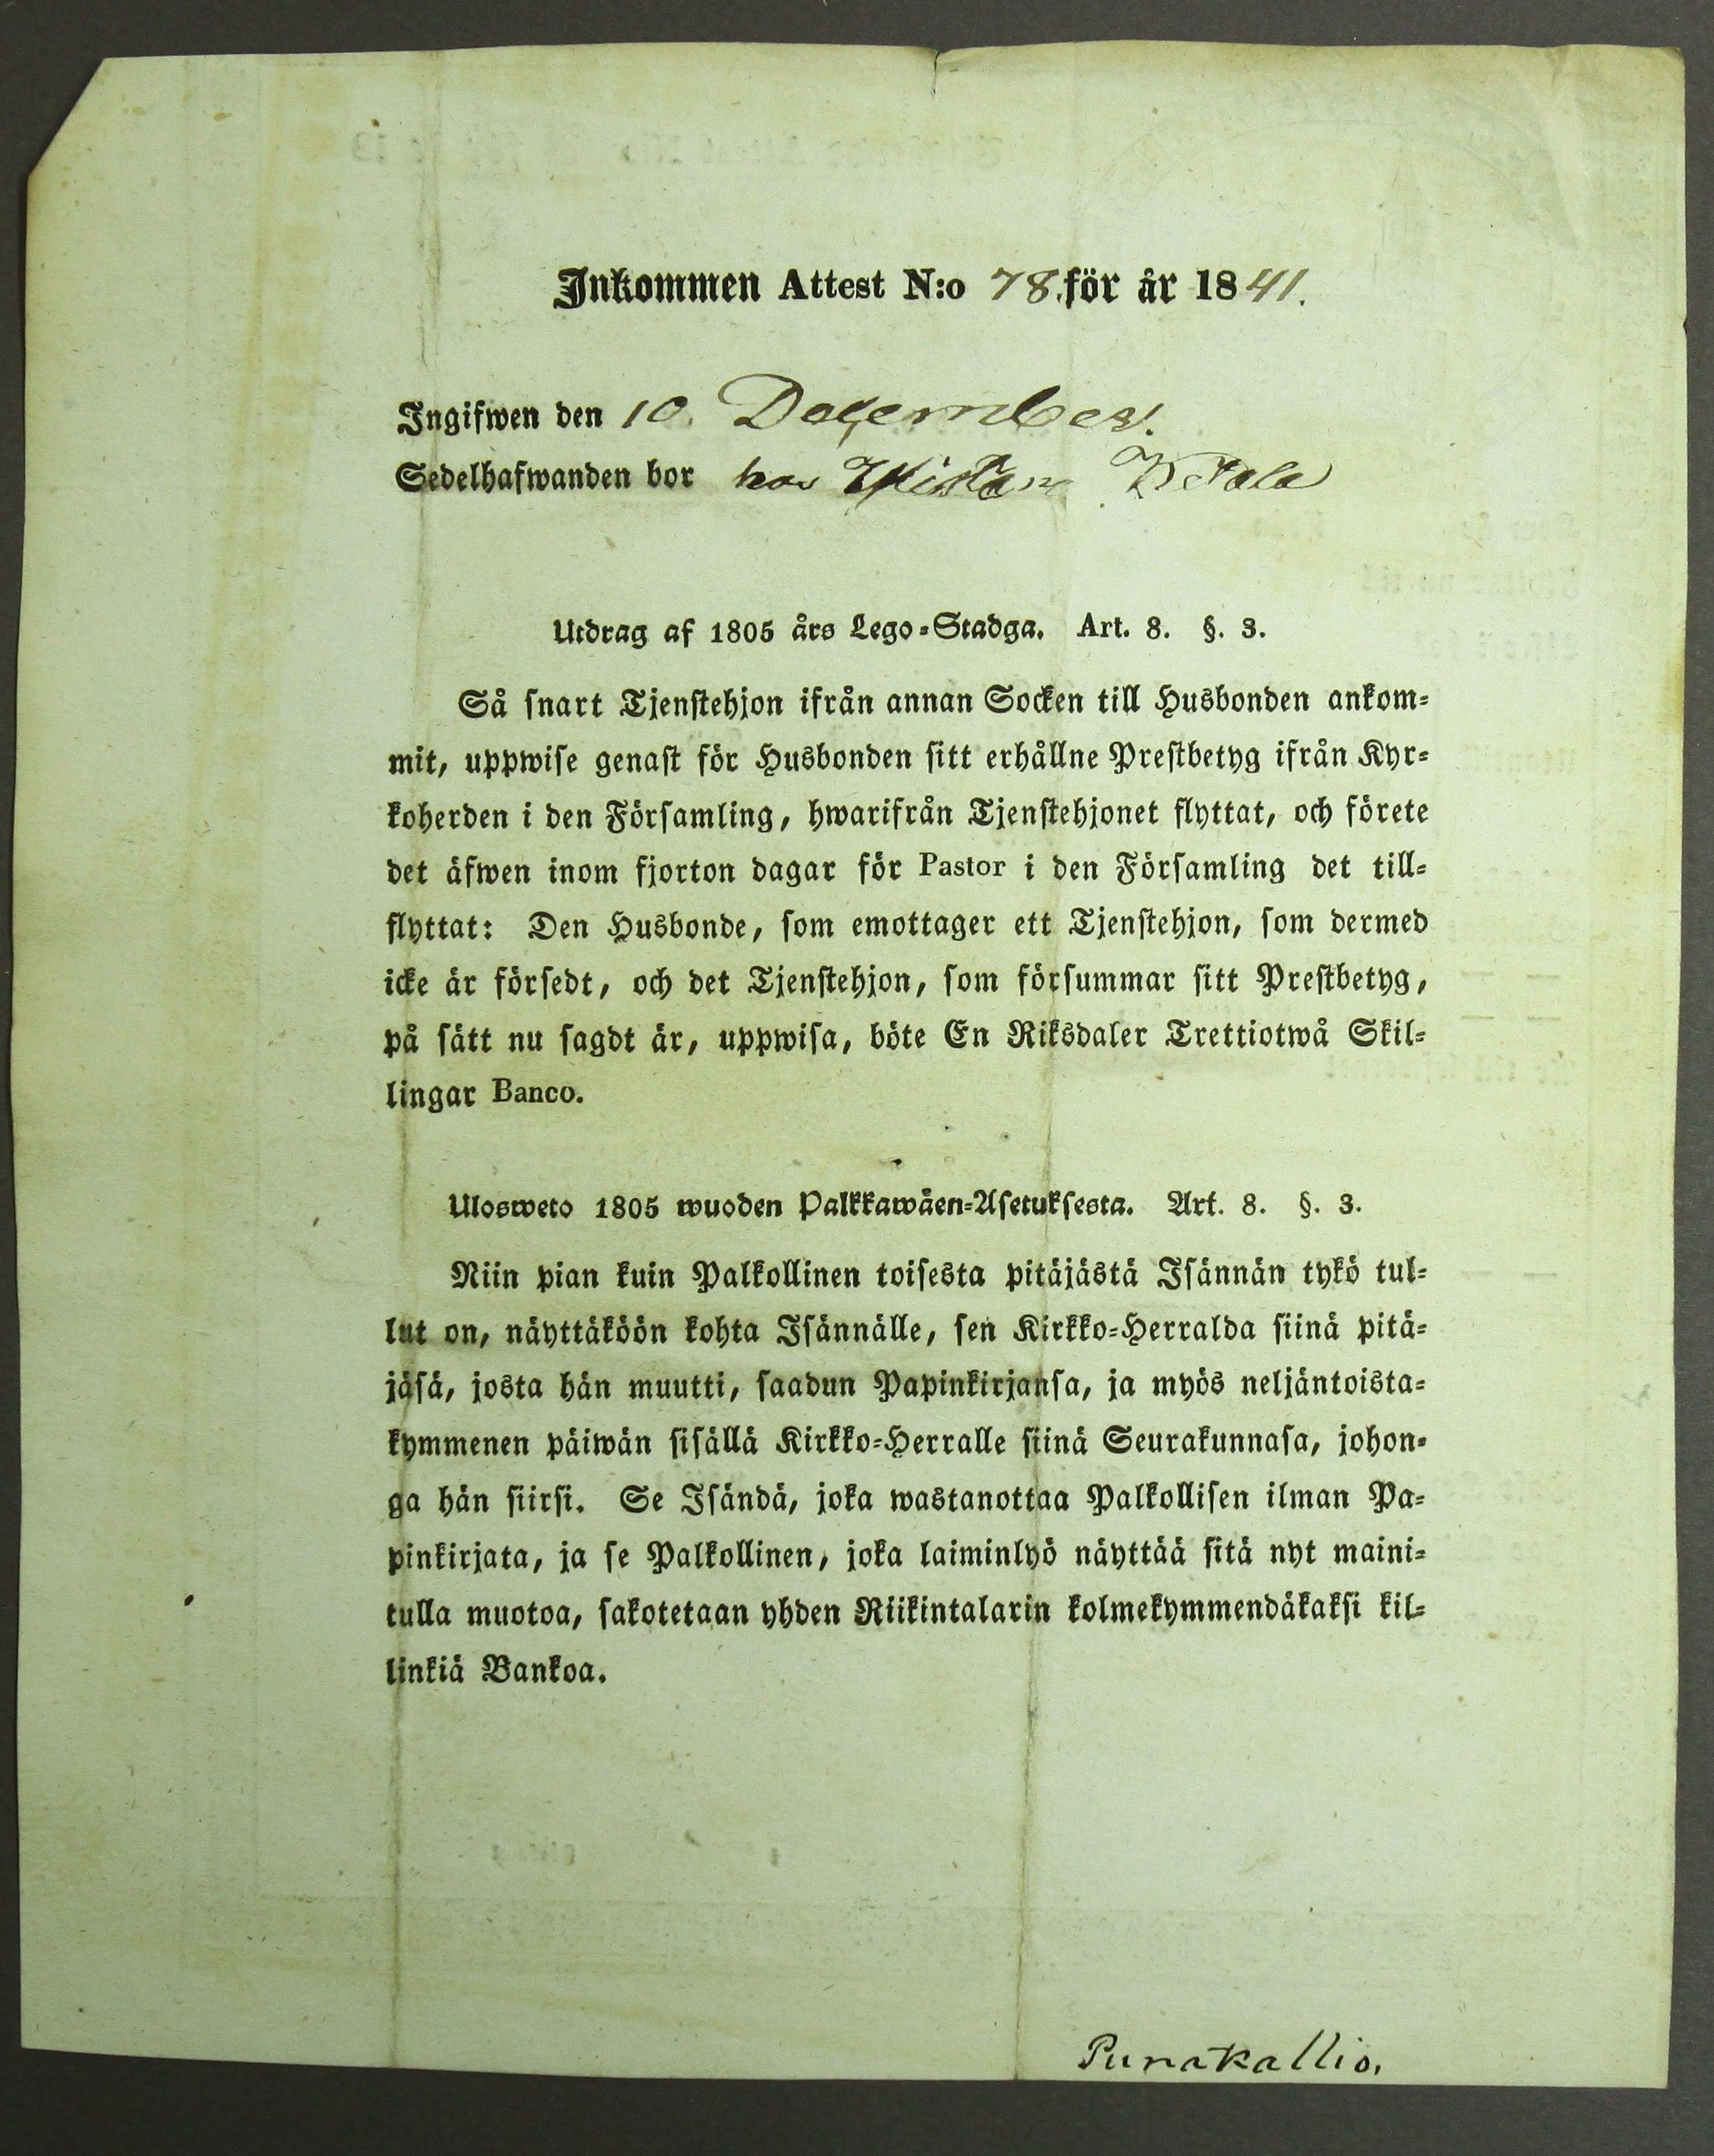 Inkommen Attest N:o 78. för år 1841.
Ingifwen den 10. December.
Sedelhafwanden bor hos
Utdrag af 1805 års Lego-Stadga. Art. 8. §. 3.
Så snart Tjenstehjon ifrån annan Socken till Husbonden ankom-
mit, uppwise genast för Husbonden sitt erhållne Prestbetyg ifrån Kyr-
koherden i den Församling, hwarifrån Tjenstehjonet flyttat, och förete
det äfwen inom fjorton dagar för Pastor i den Församling det till-
flyttat: Den Husbonde, som emottager ett Tjenstehjon, som dermed
icke är försedt, och det Tjenstehjon, som försummar sitt Prestbetyg,
på sätt nu sagdt är, uppwisa, böte En Riksdaler Trettiotwå Skil-
lingar Banco.
Ulosweto 1805 wuoden Palkkawäen-Asetuksesta. Art. 8. §. 3.
Niin pian kuin Palkollinen toisesta pitäjästä Isännän tykö tul-
lut on, näyttäköön kohta Isännälle, sen Kirkko-Herralda siinä pitä-
jäsä, josta hän muutti, saadun Papinkirjansa, ja myös neljäntoista-
kymmenen päiwän sisällä Kirkko-Herralle siinä Seurakunnasa, johon-
ga hän siirsi. Se Isändä, joka wastanottaa Palkollisen ilman Pa-
pinkirjata, ja se Palkollinen, joka laiminlyö näyttää sitä nyt maini-
tulla muotoa, sakotetaan yhden Riikintalarin kolmekymmendäkaksi kil-
linkiä Bankoa.
Punakallio.